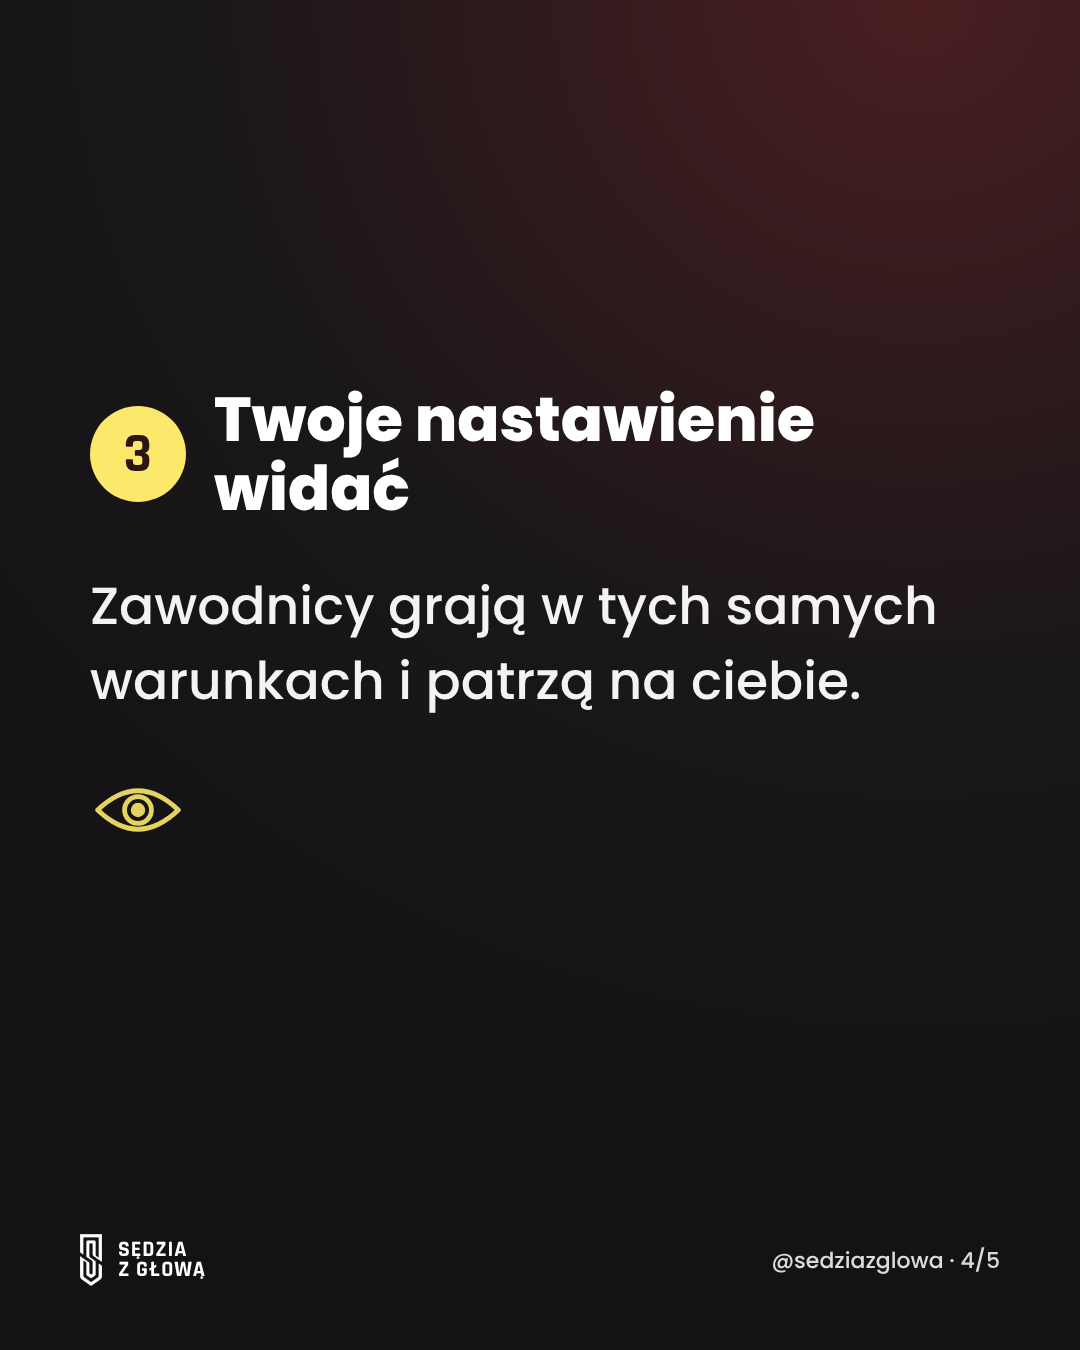 3
Twoje nastawienie
widać
Zawodnicy grają w tych samych
warunkach i patrzą na ciebie.
SĘDZIA
Z GŁOWĄ
@sedziazglowa · 4/5